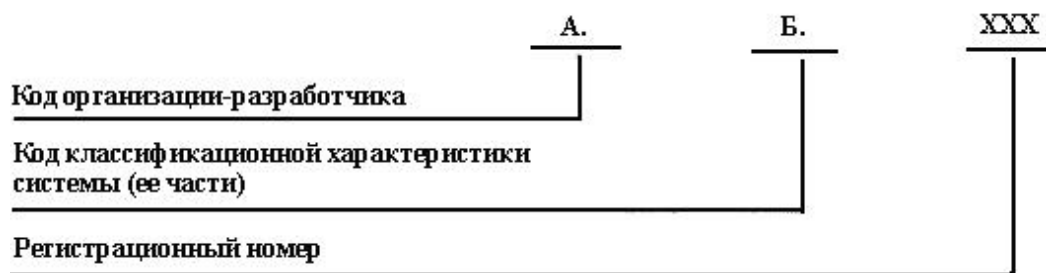 А. Б. XXX
Код организации-разработчика
Код классификационной характеристики
системы (ее части)
Регистрационный номер